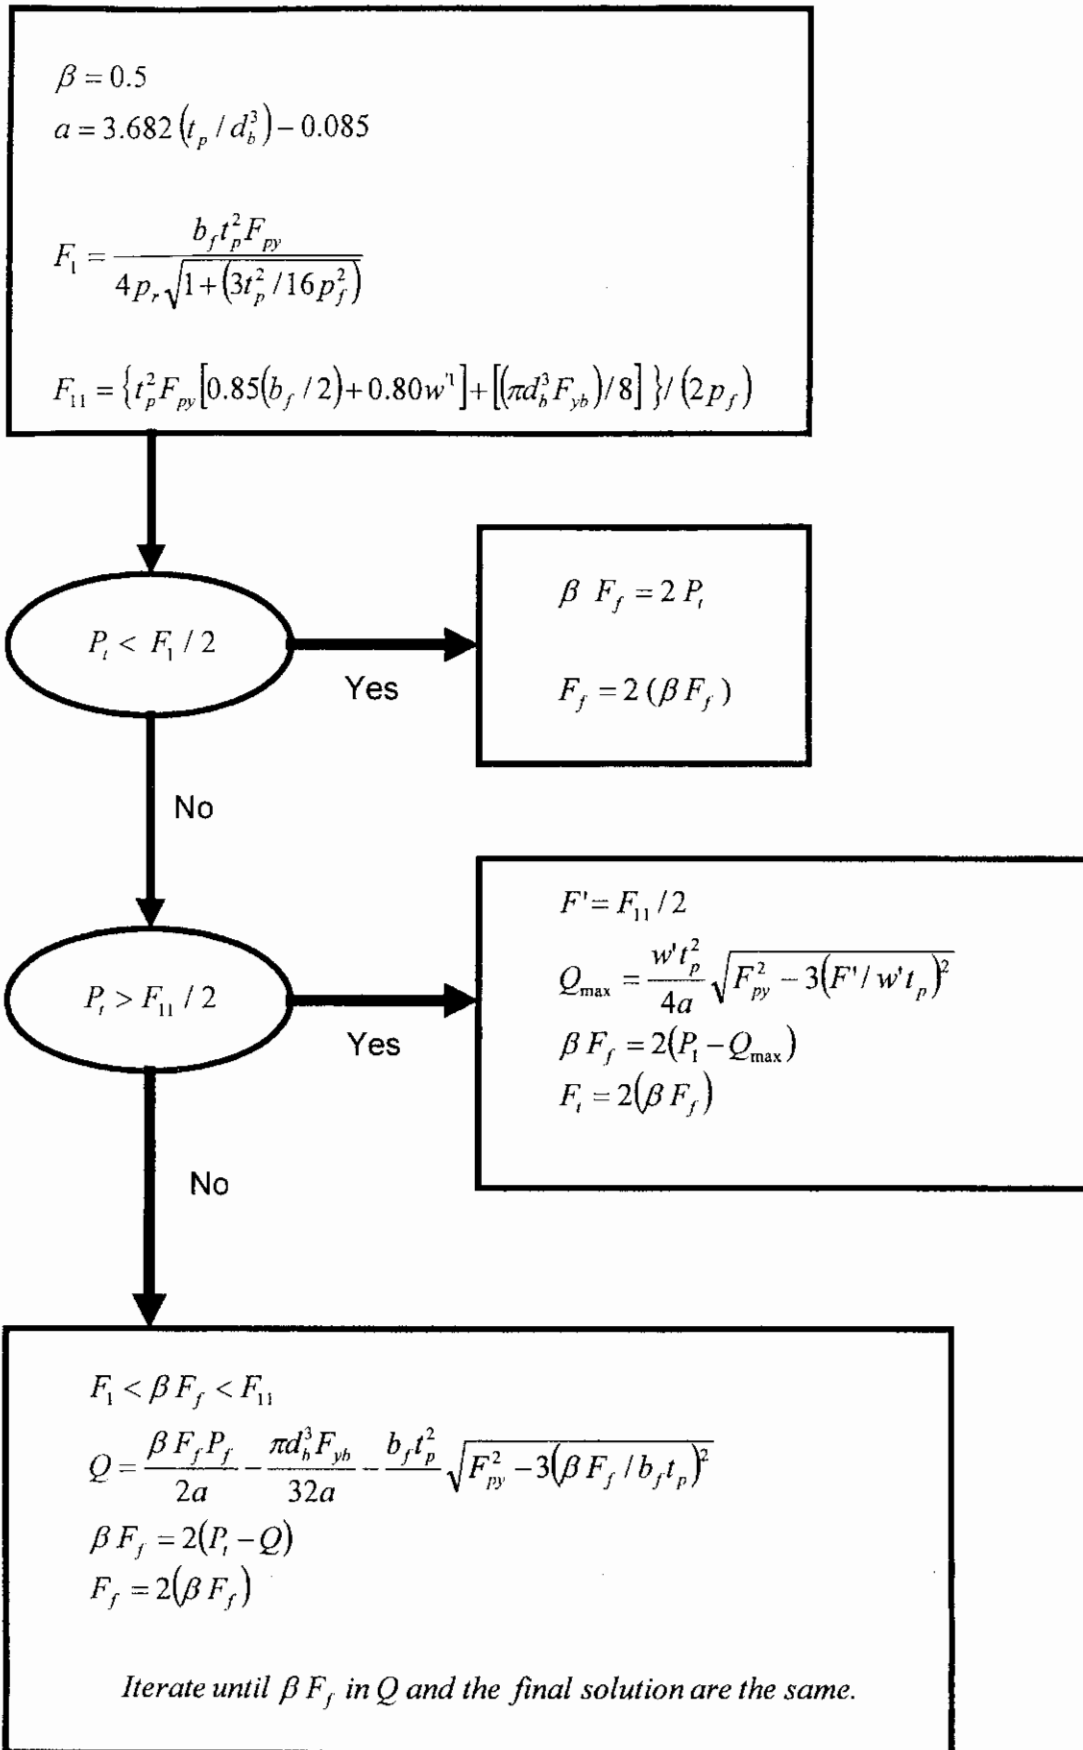 β = 0.5
a = 3.682 (t_p / d_b^3) − 0.085
F_1 = b_f t_p^2 F_py / 4 p_r √(1 + (3t_p^2 / 16 p_f^2))
F_11 = {t_p^2 F_py [0.85(b_f / 2) + 0.80w'^1] + [(πd_b^3 F_yb) / 8] } / (2 p_f)
P_t < F_1 / 2
Yes
β F_f = 2 P_t
F_f = 2 (β F_f)
No
P_t > F_11 / 2
Yes
F' = F_11 / 2
Q_max = w' t_p^2 / 4a √(F_py^2 − 3(F' / w' t_p)^2)
β F_f = 2(P_1 − Q_max)
F_t = 2(β F_f)
No
F_1 < β F_f < F_11
Q = β F_f P_f / 2a − πd_b^3 F_yb / 32a − b_f t_p^2 / 4a √(F_py^2 − 3(β F_f / b_f t_p)^2)
β F_f = 2(P_t − Q)
F_f = 2(β F_f)
Iterate until β F_f in Q and the final solution are the same.